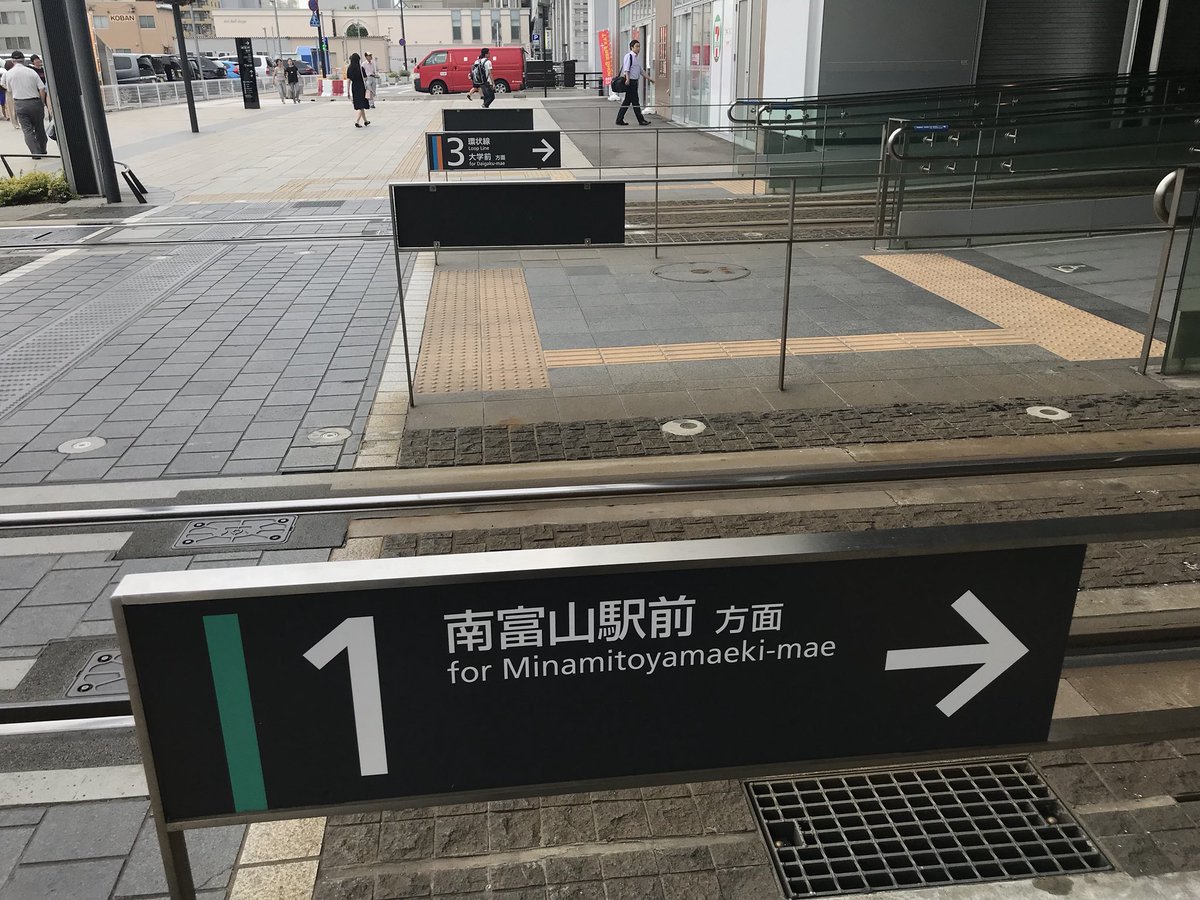 KOBAN
3 環状線
Loop Line
大学前 方面
for Daigaku-mae
1 南富山駅前 方面
for Minamitoyamaeki-mae